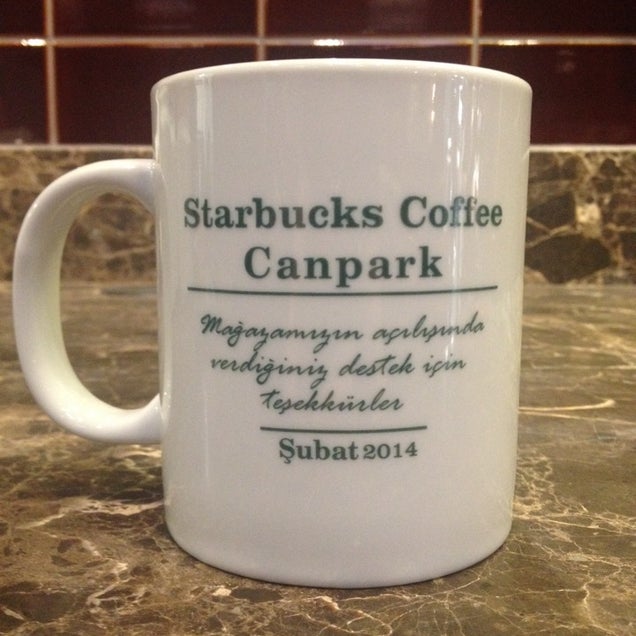 Starbucks Coffee
Canpark
Mağazamızın açılışında
verdiğiniz destek için
Teşekkürler
Şubat 2014